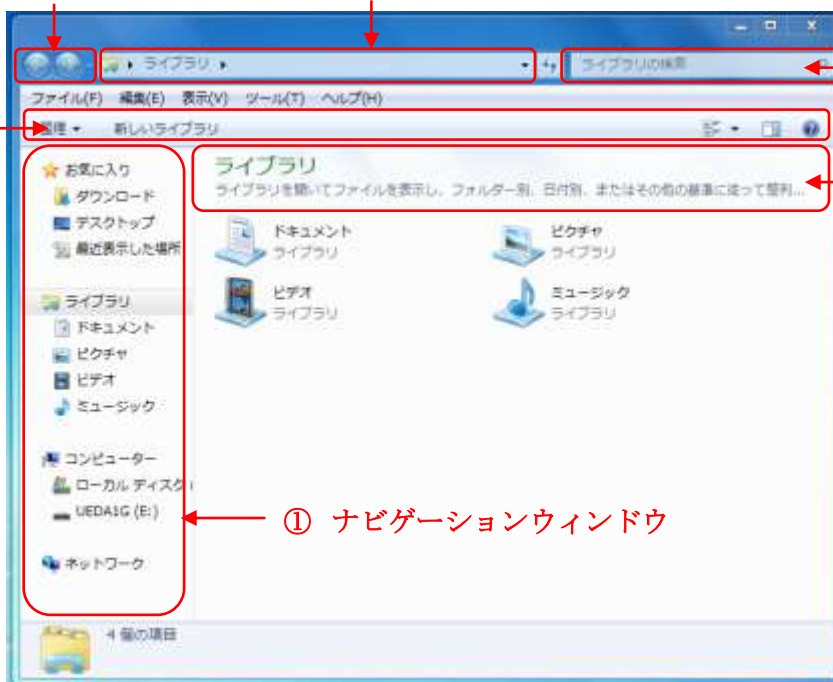 ライブラリ
ライブラリの検索
ファイル(F) 編集(E) 表示(V) ツール(T) ヘルプ(H)
整理 新しいライブラリ
お気に入り
ダウンロード
デスクトップ
最近表示した場所
ライブラリ
ドキュメント
ピクチャ
ビデオ
ミュージック
コンピューター
ローカル ディスク (
UEDA1G (E:)
ネットワーク
ライブラリ
ライブラリを開いてファイルを表示し、フォルダー別、日付別、またはその他の基準に従って整列...
ドキュメント
ライブラリ
ピクチャ
ライブラリ
ビデオ
ライブラリ
ミュージック
ライブラリ
① ナビゲーションウィンドウ
4 個の項目